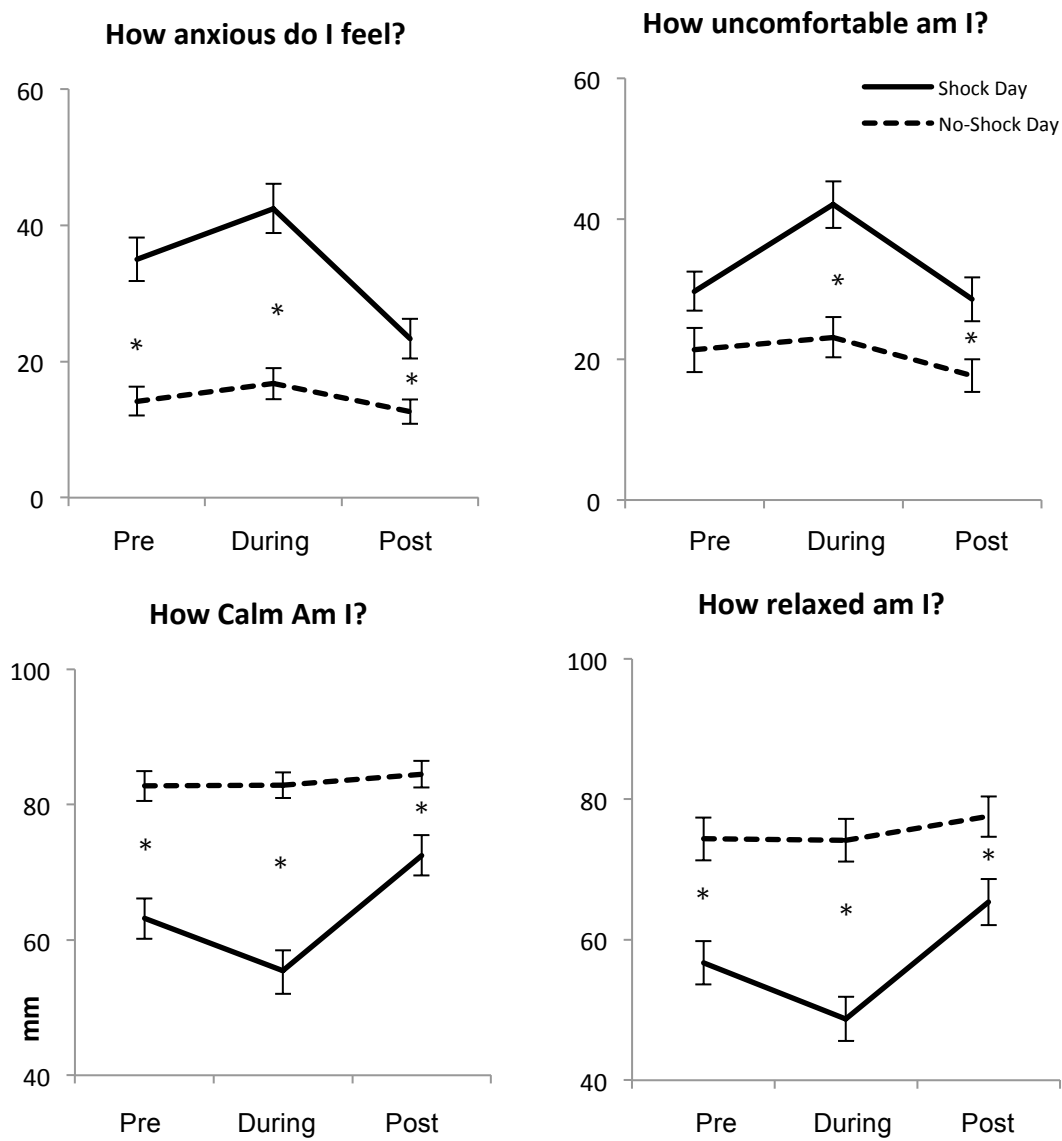 How anxious do I feel?
60
40
20
0
*
*
*
Pre During Post
How uncomfortable am I?
60
40
20
0
Shock Day
No-Shock Day
*
*
Pre During Post
How Calm Am I?
100
80
60
40
mm
*
*
*
Pre During Post
How relaxed am I?
100
80
60
40
*
*
*
Pre During Post